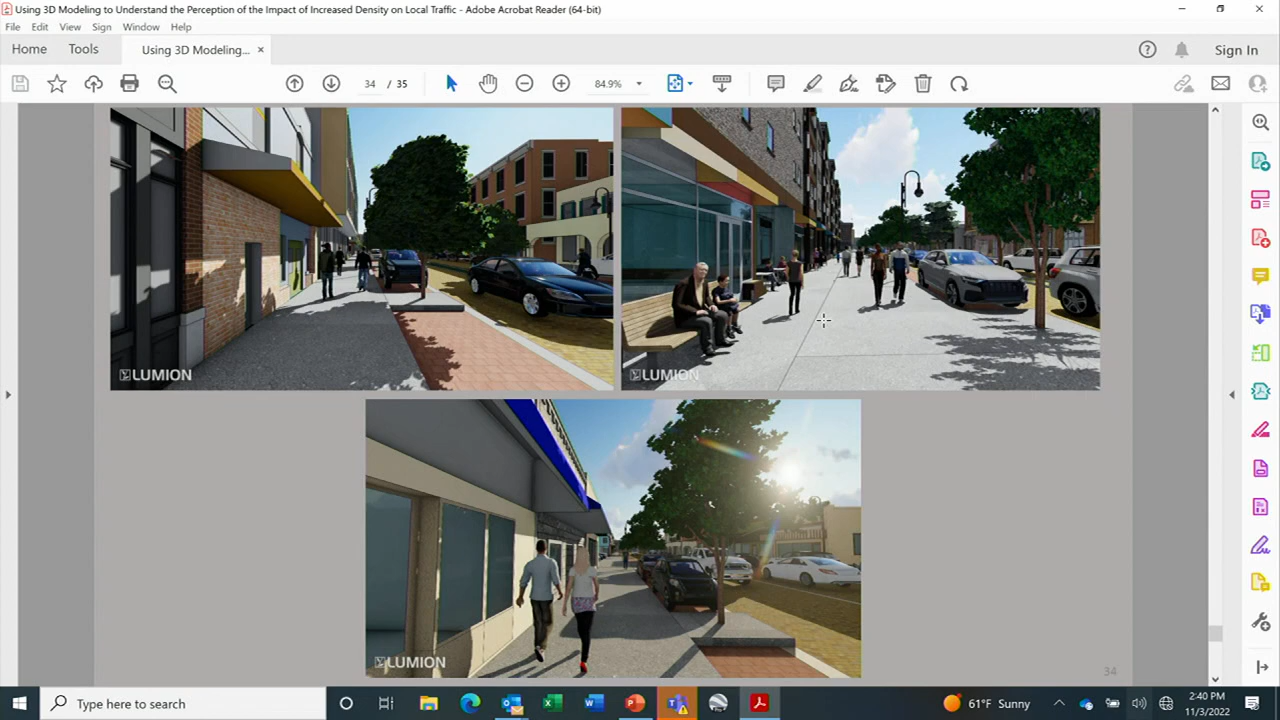 Using 3D Modeling to Understand the Perception of the Impact of Increased Density on Local Traffic - Adobe Acrobat Reader (64-bit)
File Edit View Sign Window Help
Home Tools Using 3D Modeling... × Sign In
34 / 35 84.9%
LUMION
LUMION
LUMION
34
Type here to search
61°F Sunny
2:40 PM
11/3/2022